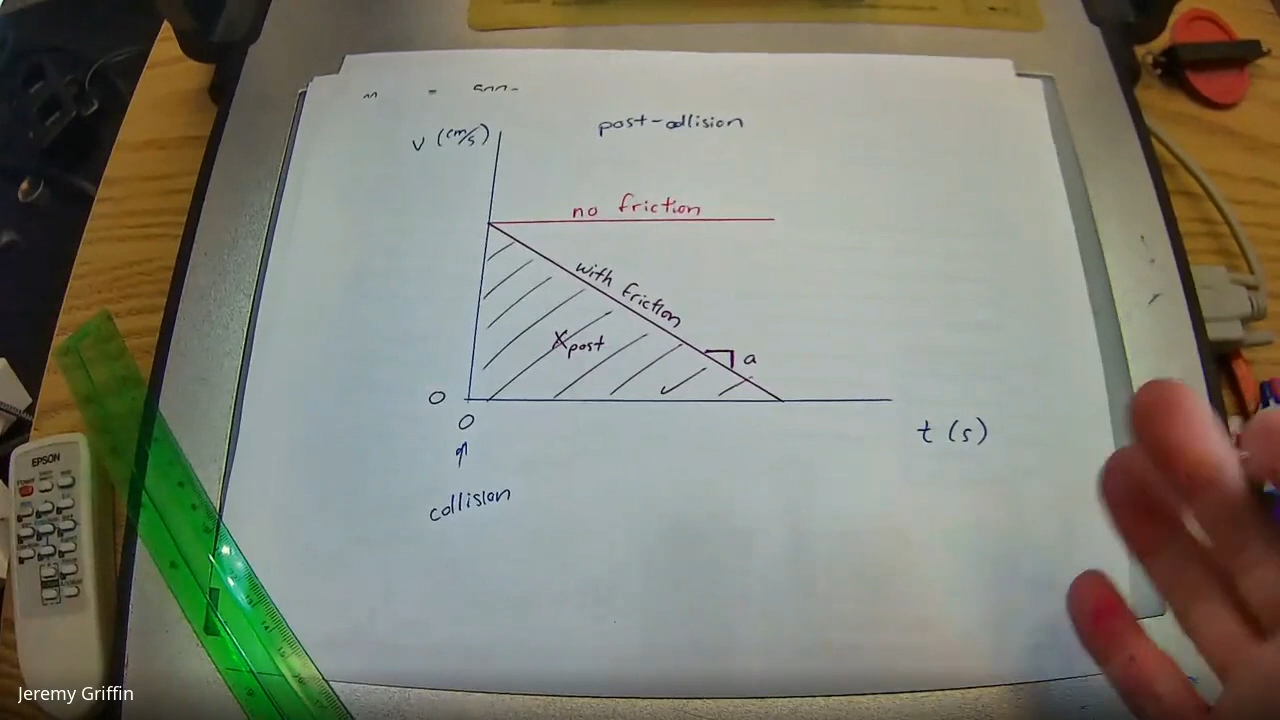 v (cm/s)
post-collision
no friction
with friction
Xpost
a
0
0
t (s)
collision
EPSON
Jeremy Griffin